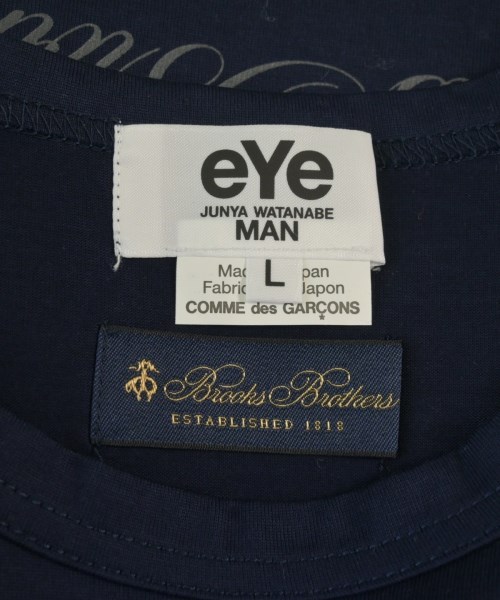 eYe
JUNYA WATANABE
MAN
L
COMME des GARÇONS
Brooks Brothers
ESTABLISHED 1818